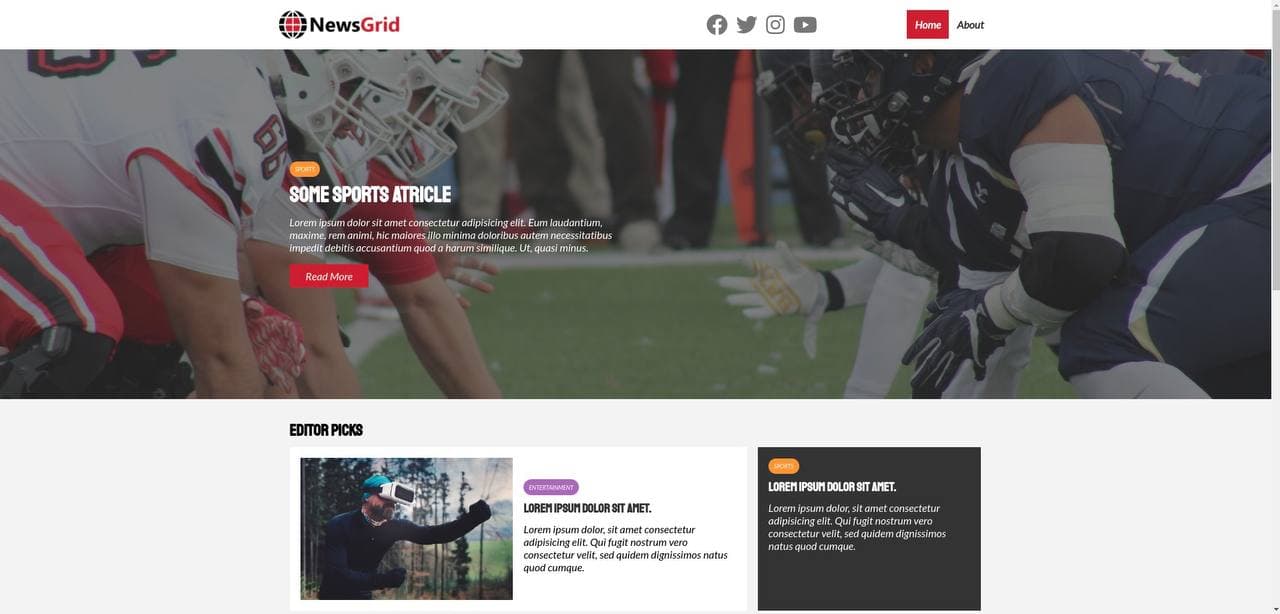 NewsGrid
Home
About
SPORTS
SOME SPORTS ATRICLE
Lorem ipsum dolor sit amet consectetur adipisicing elit. Eum laudantium,
maxime, rem animi, hic maiores illo minima doloribus autem necessitatibus
impedit debitis accusantium quod a harum similique. Ut, quasi minus.
Read More
EDITOR PICKS
ENTERTAINMENT
LOREM IPSUM DOLOR SIT AMET.
Lorem ipsum dolor, sit amet consectetur
adipisicing elit. Qui fugit nostrum vero
consectetur velit, sed quidem dignissimos natus
quod cumque.
SPORTS
LOREM IPSUM DOLOR SIT AMET.
Lorem ipsum dolor, sit amet consectetur
adipisicing elit. Qui fugit nostrum vero
consectetur velit, sed quidem dignissimos
natus quod cumque.